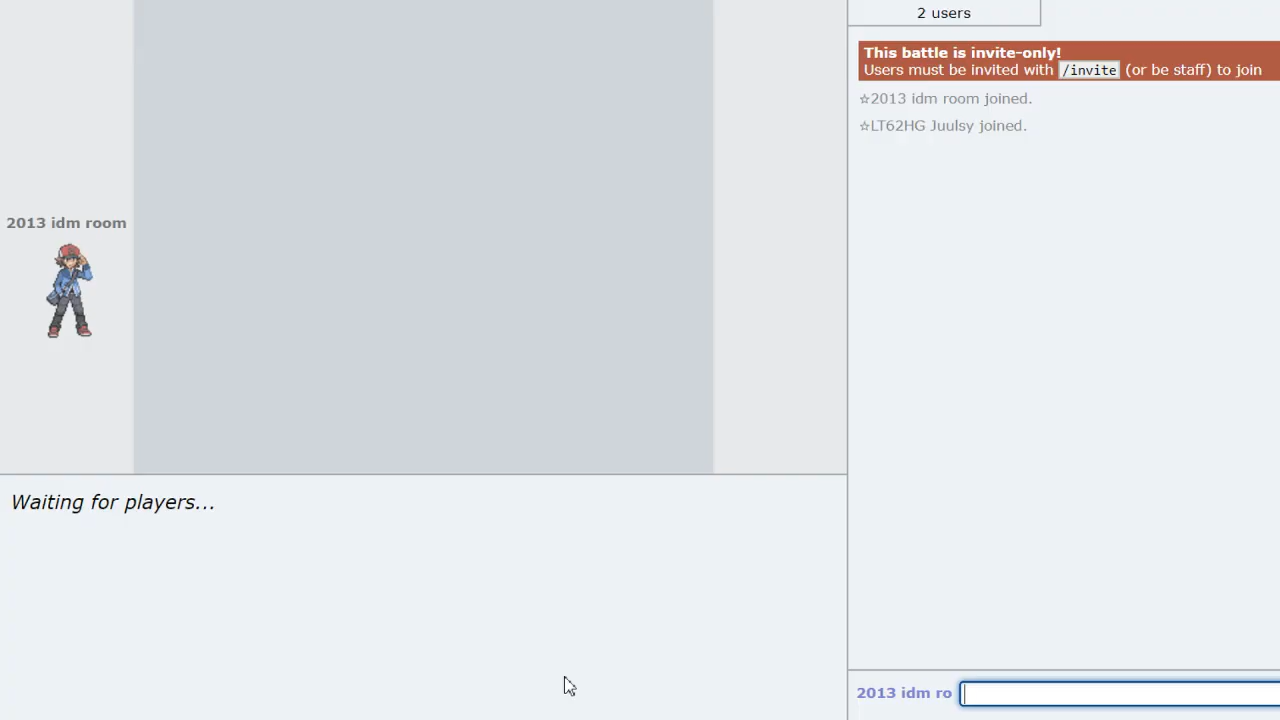 2 users
This battle is invite-only!
Users must be invited with /invite (or be staff) to join
☆2013 idm room joined.
☆LT62HG Juulsy joined.
2013 idm room
Waiting for players...
2013 idm ro